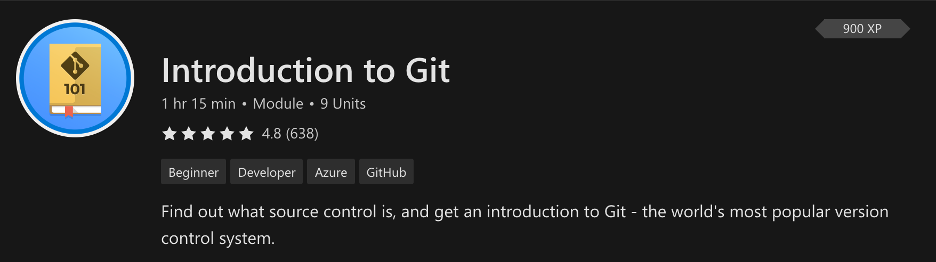 900 XP
101
Introduction to Git
1 hr 15 min • Module • 9 Units
4.8 (638)
Beginner Developer Azure GitHub
Find out what source control is, and get an introduction to Git - the world's most popular version
control system.